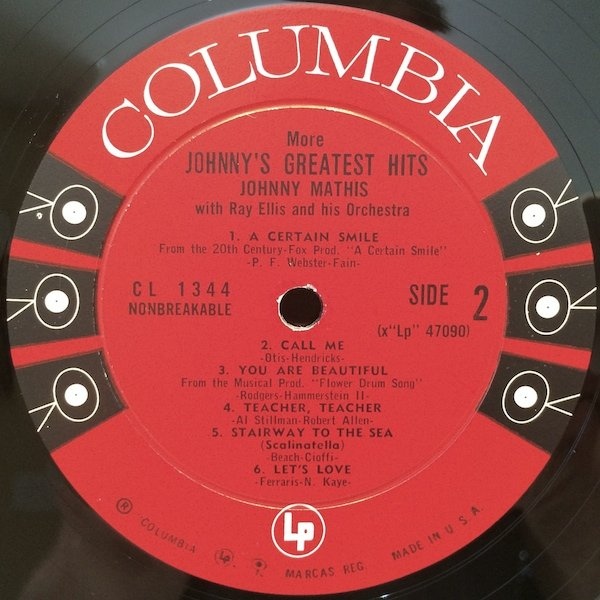 COLUMBIA
More
JOHNNY'S GREATEST HITS
JOHNNY MATHIS
with Ray Ellis and his Orchestra
1. A CERTAIN SMILE
From the 20th Century-Fox Prod. "A Certain Smile"
-P. F. Webster-Fain-
CL 1344
NONBREAKABLE
SIDE 2
(x"Lp" 47090)
2. CALL ME
-Otis-Hendricks-
3. YOU ARE BEAUTIFUL
From the Musical Prod. "Flower Drum Song"
-Rodgers-Hammerstein II-
4. TEACHER, TEACHER
-Al Stillman-Robert Allen-
5. STAIRWAY TO THE SEA
(Scalinatella)
-Beach-Cioffi-
6. LET'S LOVE
-Ferraris-N. Kaye-
Lp
® COLUMBIA MARCAS REG. MADE IN U.S.A.